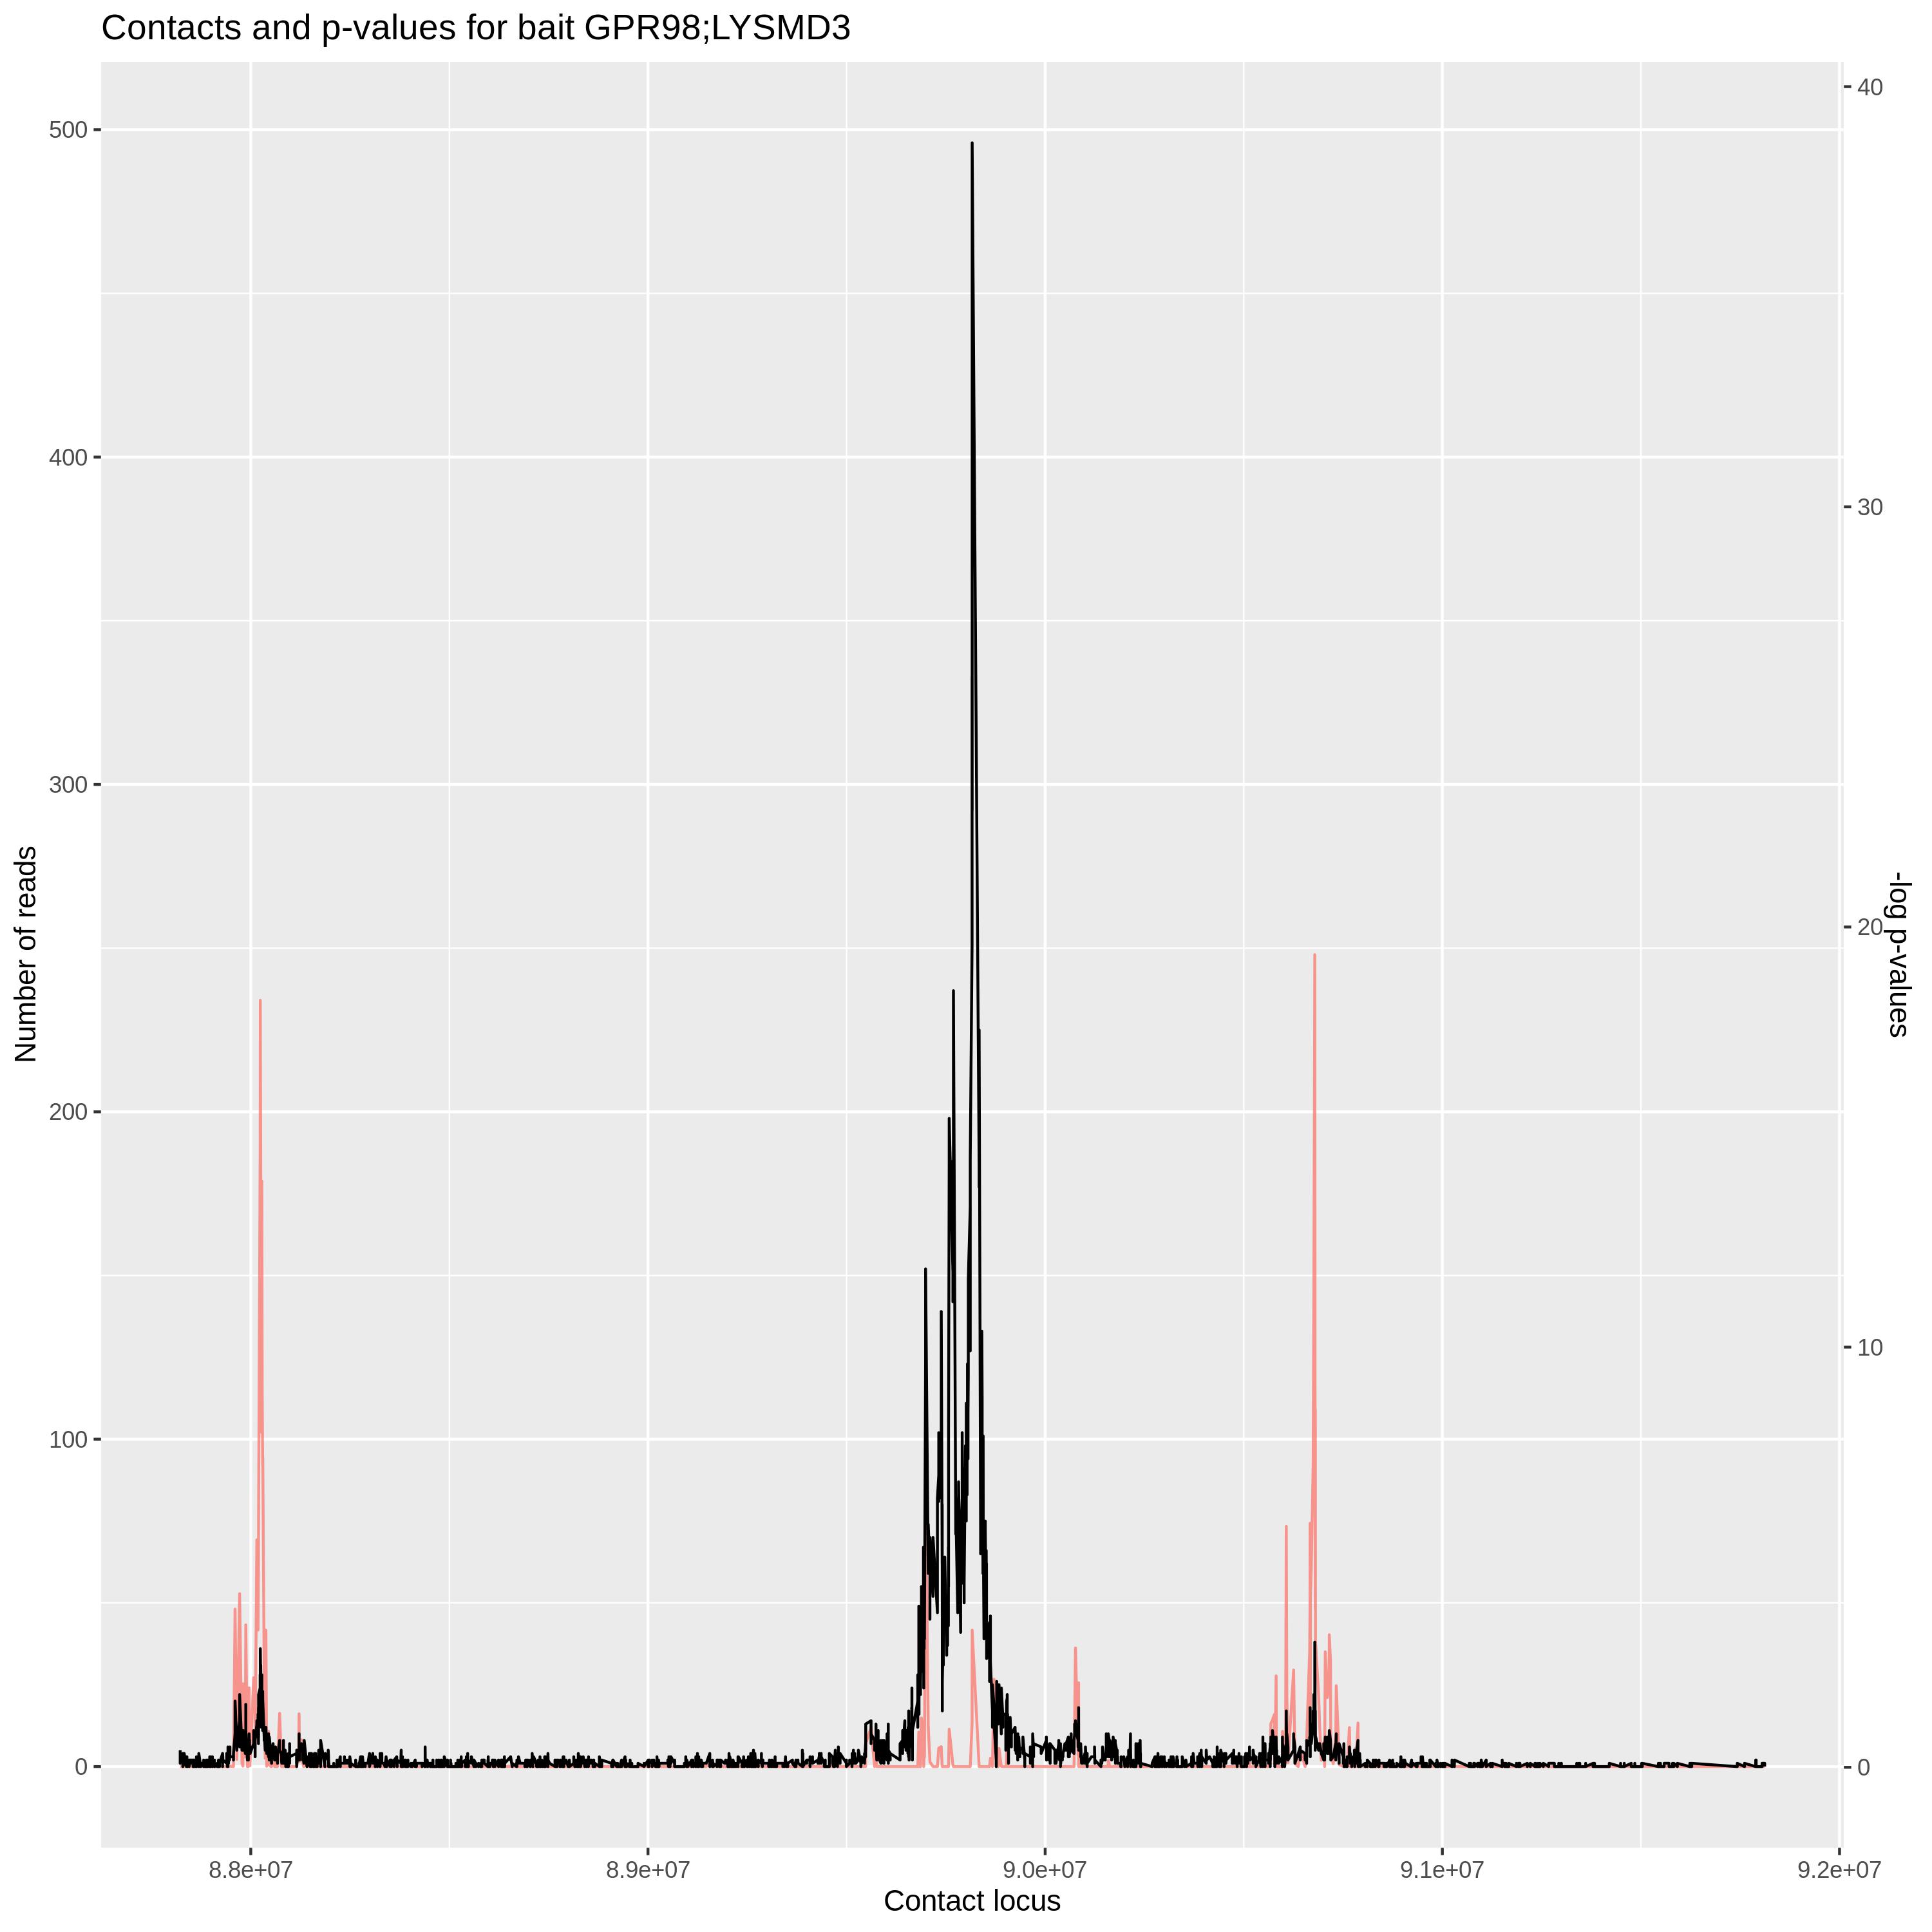 Contacts and p-values for bait GPR98;LYSMD3
500
400
300
200
100
0
Number of reads
40
30
20
10
0
-log p-values
8.8e+07
8.9e+07
9.0e+07
9.1e+07
9.2e+07
Contact locus